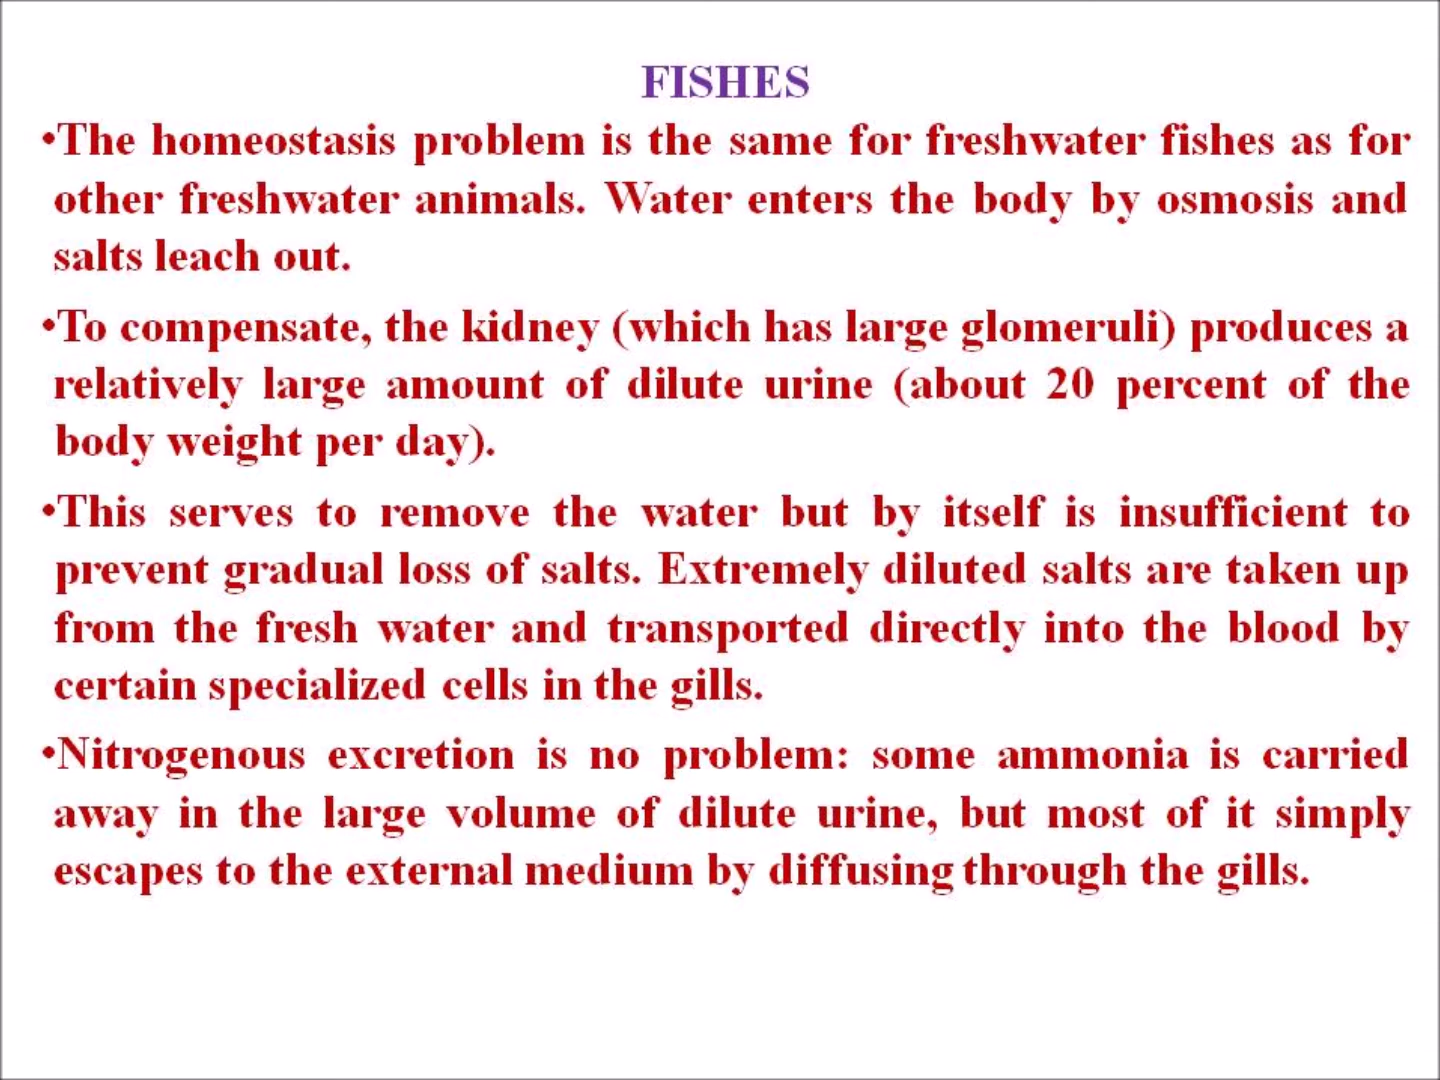 FISHES
•The homeostasis problem is the same for freshwater fishes as for
other freshwater animals. Water enters the body by osmosis and
salts leach out.
•To compensate, the kidney (which has large glomeruli) produces a
relatively large amount of dilute urine (about 20 percent of the
body weight per day).
•This serves to remove the water but by itself is insufficient to
prevent gradual loss of salts. Extremely diluted salts are taken up
from the fresh water and transported directly into the blood by
certain specialized cells in the gills.
•Nitrogenous excretion is no problem: some ammonia is carried
away in the large volume of dilute urine, but most of it simply
escapes to the external medium by diffusing through the gills.